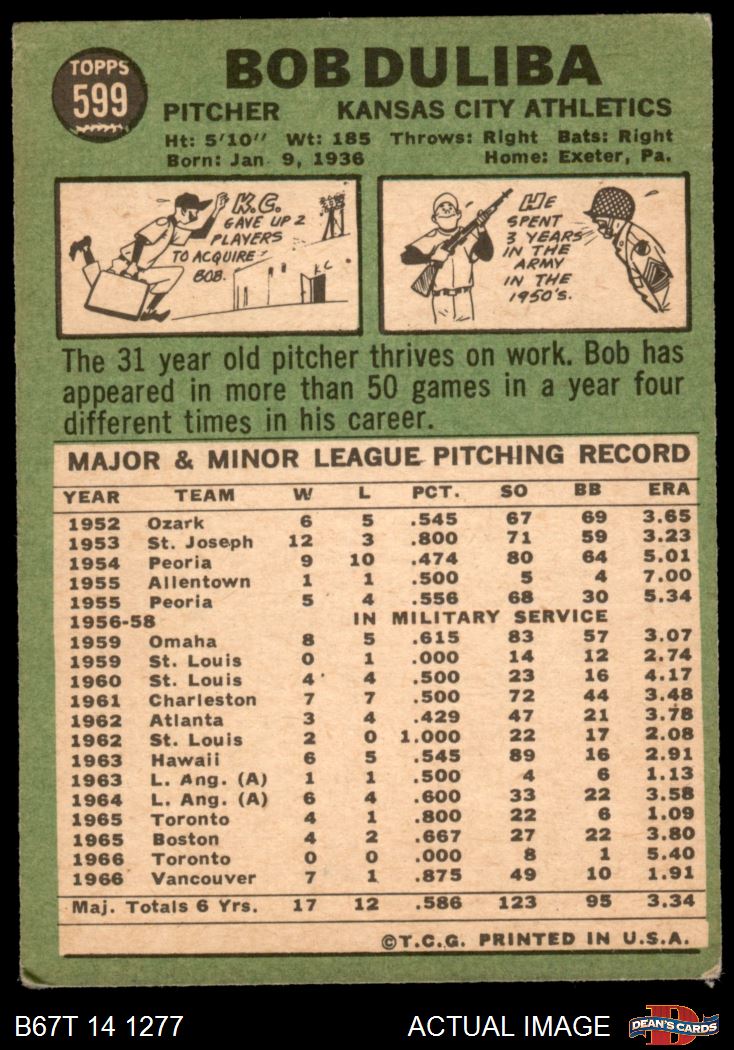 TOPPS
599
BOB DULIBA
PITCHER KANSAS CITY ATHLETICS
Ht: 5'10" Wt: 185 Throws: Right Bats: Right
Born: Jan 9, 1936 Home: Exeter, Pa.
K.C.
GAVE UP 2
PLAYERS
TO ACQUIRE
BOB.
K C
HE
SPENT
3 YEARS
IN THE
ARMY
IN THE
1950's.
The 31 year old pitcher thrives on work. Bob has
appeared in more than 50 games in a year four
different times in his career.
MAJOR & MINOR LEAGUE PITCHING RECORD
YEAR TEAM W L PCT. SO BB ERA
1952 Ozark 6 5 .545 67 69 3.65
1953 St. Joseph 12 3 .800 71 59 3.23
1954 Peoria 9 10 .474 80 64 5.01
1955 Allentown 1 1 .500 5 4 7.00
1955 Peoria 5 4 .556 68 30 5.34
1956-58 IN MILITARY SERVICE
1959 Omaha 8 5 .615 83 57 3.07
1959 St. Louis 0 1 .000 14 12 2.74
1960 St. Louis 4 4 .500 23 16 4.17
1961 Charleston 7 7 .500 72 44 3.48
1962 Atlanta 3 4 .429 47 21 3.78
1962 St. Louis 2 0 1.000 22 17 2.08
1963 Hawaii 6 5 .545 89 16 2.91
1963 L. Ang. (A) 1 1 .500 4 6 1.13
1964 L. Ang. (A) 6 4 .600 33 22 3.58
1965 Toronto 4 1 .800 22 6 1.09
1965 Boston 4 2 .667 27 22 3.80
1966 Toronto 0 0 .000 8 1 5.40
1966 Vancouver 7 1 .875 49 10 1.91
Maj. Totals 6 Yrs. 17 12 .586 123 95 3.34
©T.C.G. PRINTED IN U.S.A.
B67T 14 1277 ACTUAL IMAGE D DEAN'S CARDS